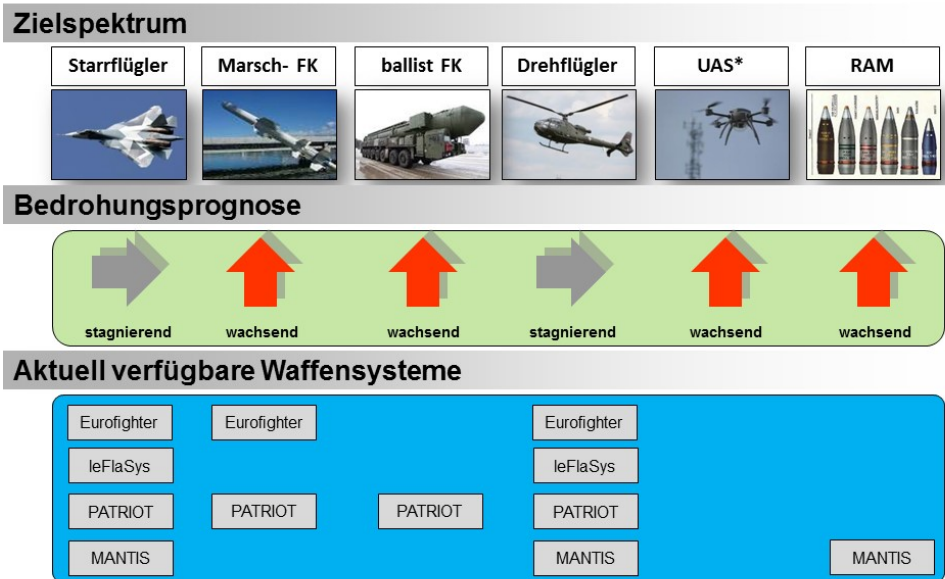 Zielspektrum
Starrflügler Marsch- FK ballist FK Drehflügler UAS* RAM
Bedrohungsprognose
stagnierend wachsend wachsend stagnierend wachsend wachsend
Aktuell verfügbare Waffensysteme
Eurofighter Eurofighter Eurofighter
leFlaSys leFlaSys
PATRIOT PATRIOT PATRIOT PATRIOT
MANTIS MANTIS MANTIS